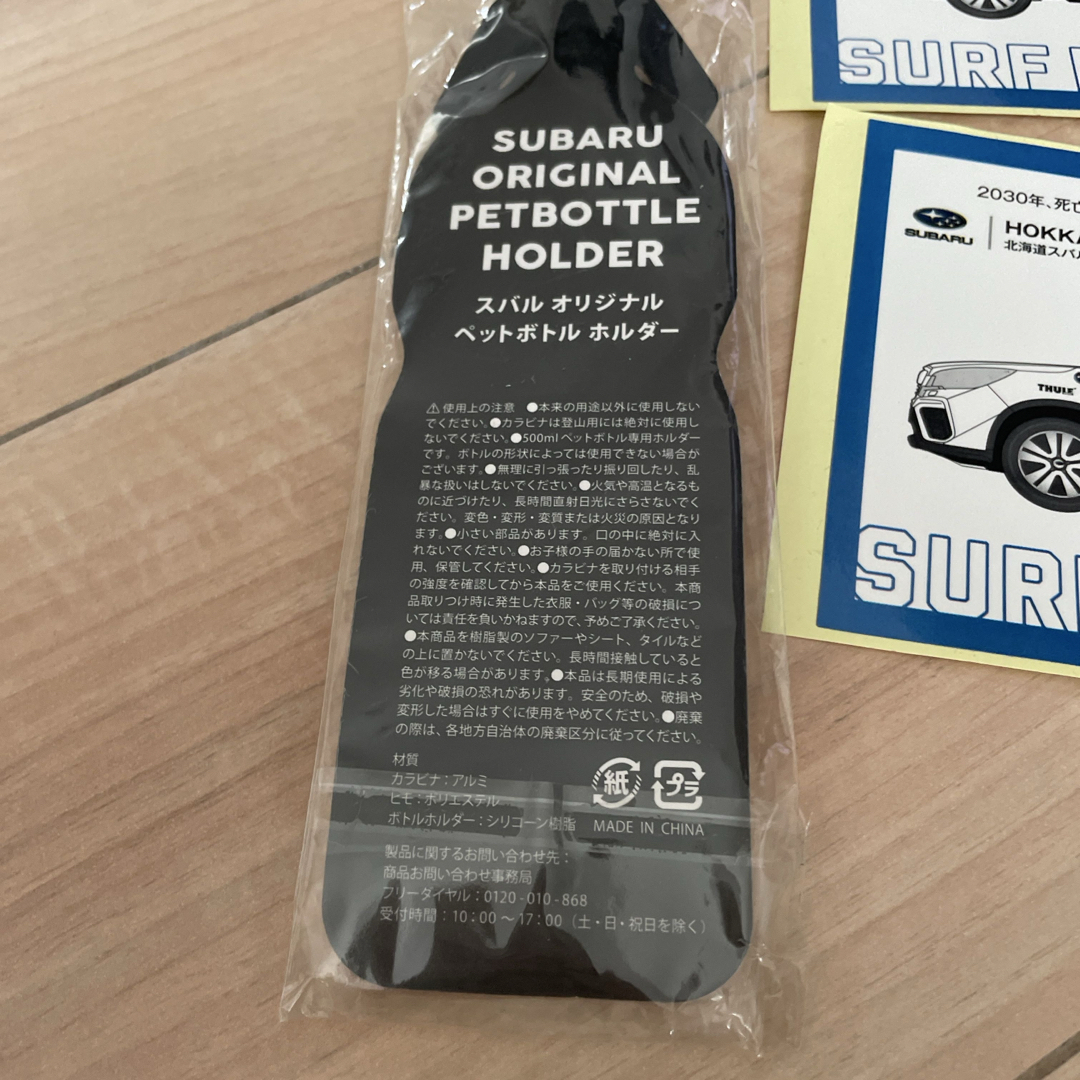 SUBARU
ORIGINAL
PETBOTTLE
HOLDER
スバル オリジナル
ペットボトル ホルダー
⚠使用上の注意 ●本来の用途以外に使用しない
でください。●カラビナは登山用には絶対に使用し
ないでください。●500mlペットボトル専用ホルダー
です。ボトルの形状によっては使用できない場合が
ございます。●無理に引っ張ったり振り回したり、乱
暴な扱いはしないでください。●火気や高温となるも
のに近づけたり、長時間直射日光にさらさないでく
ださい。変色・変形・変質または火災の原因となり
ます。●小さい部品があります。口の中に絶対に入
れないでください。●お子様の手の届かない所で使
用、保管してください。●カラビナを取り付ける相手
の強度を確認してから本品をご使用ください。本商
品取りつけ時に発生した衣服・バッグ等の破損につ
いては責任を負いかねますので、予めご了承ください。
●本商品を樹脂製のソファーやシート、タイルなど
の上に置かないでください。長時間接触していると
色が移る場合があります。●本品は長期使用による
劣化や破損の恐れがあります。安全のため、破損や
変形した場合はすぐに使用をやめてください。●廃棄
の際は、各地方自治体の廃棄区分に従ってください。
材質
カラビナ：アルミ
ヒモ：ポリエステル
ボトルホルダー：シリコーン樹脂
紙 プラ
MADE IN CHINA
製品に関するお問い合わせ先：
商品お問い合わせ事務局
フリーダイヤル：0120-010-868
受付時間：10：00～17：00（土・日・祝日を除く）
SURF
2030年、死亡
SUBARU
HOKKA
北海道スバル
THULE
SUR